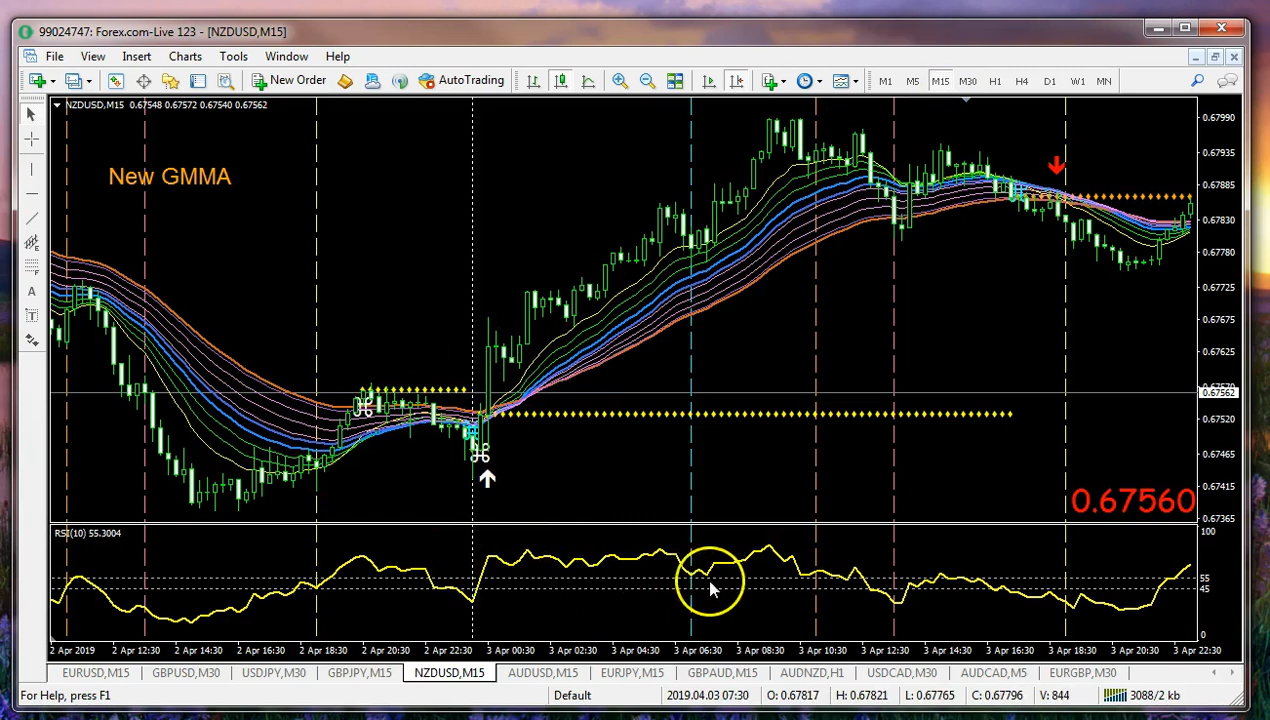 99024747: Forex.com-Live 123 - [NZDUSD,M15]
File View Insert Charts Tools Window Help
New Order AutoTrading M1 M5 M15 M30 H1 H4 D1 W1 MN
NZDUSD,M15 0.67548 0.67572 0.67540 0.67562
New GMMA
0.67990
0.67935
0.67885
0.67830
0.67780
0.67725
0.67675
0.67625
0.67570
0.67562
0.67520
0.67465
0.67415
0.67365
0.67560
RSI(10) 55.3004
100
55
45
0
2 Apr 2019 2 Apr 12:30 2 Apr 14:30 2 Apr 16:30 2 Apr 18:30 2 Apr 20:30 2 Apr 22:30 3 Apr 00:30 3 Apr 02:30 3 Apr 04:30 3 Apr 06:30 3 Apr 08:30 3 Apr 10:30 3 Apr 12:30 3 Apr 14:30 3 Apr 16:30 3 Apr 18:30 3 Apr 20:30 3 Apr 22:30
EURUSD,M15 GBPUSD,M30 USDJPY,M30 GBPJPY,M15 NZDUSD,M15 AUDUSD,M15 EURJPY,M15 GBPAUD,M15 AUDNZD,H1 USDCAD,M30 AUDCAD,M5 EURGBP,M30
For Help, press F1 Default 2019.04.03 07:30 O: 0.67817 H: 0.67821 L: 0.67765 C: 0.67796 V: 844 3088/2 kb